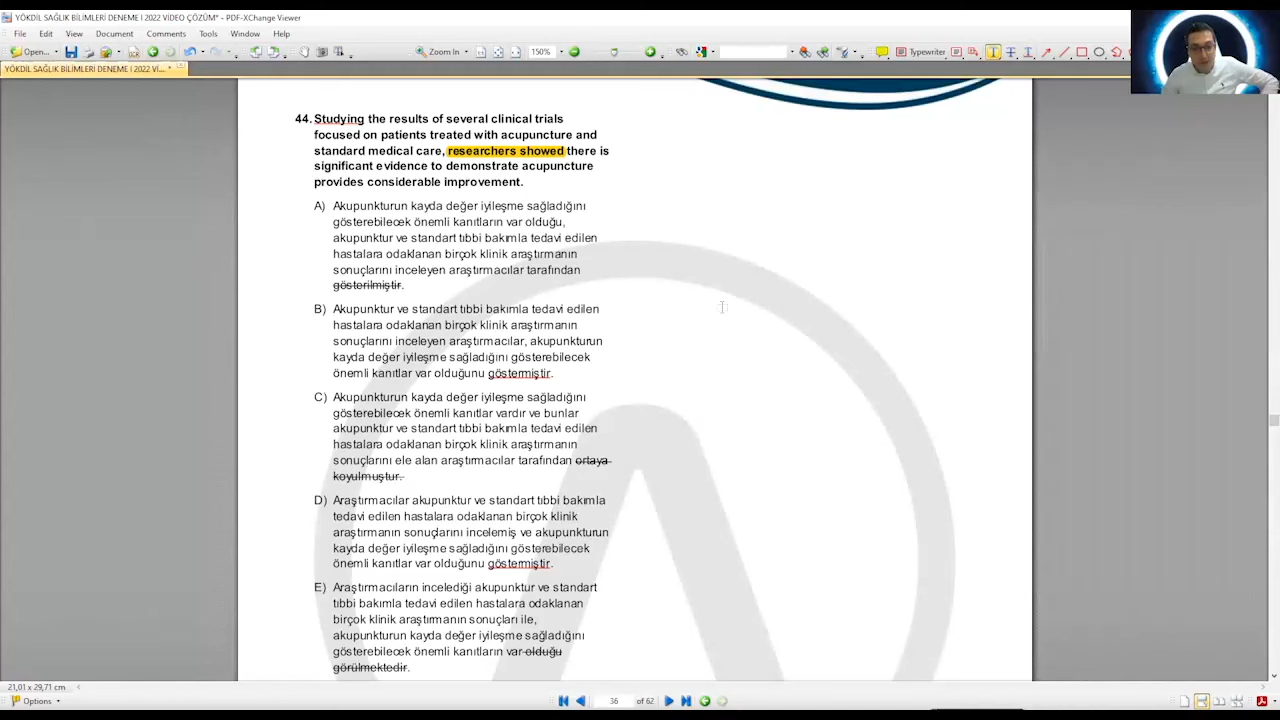 YÖKDİL SAĞLIK BİLİMLERİ DENEME I 2022 VİDEO ÇÖZÜM* - PDF-XChange Viewer
File Edit View Document Comments Tools Window Help
Open... Zoom In 150% Typewriter
YÖKDİL SAĞLIK BİLİMLERİ DENEME I 2022 Vİ... *
44. Studying the results of several clinical trials
focused on patients treated with acupuncture and
standard medical care, researchers showed there is
significant evidence to demonstrate acupuncture
provides considerable improvement.
A) Akupunkturun kayda değer iyileşme sağladığını
gösterebilecek önemli kanıtların var olduğu,
akupunktur ve standart tıbbi bakımla tedavi edilen
hastalara odaklanan birçok klinik araştırmanın
sonuçlarını inceleyen araştırmacılar tarafından
gösterilmiştir.
B) Akupunktur ve standart tıbbi bakımla tedavi edilen
hastalara odaklanan birçok klinik araştırmanın
sonuçlarını inceleyen araştırmacılar, akupunkturun
kayda değer iyileşme sağladığını gösterebilecek
önemli kanıtlar var olduğunu göstermiştir.
C) Akupunkturun kayda değer iyileşme sağladığını
gösterebilecek önemli kanıtlar vardır ve bunlar
akupunktur ve standart tıbbi bakımla tedavi edilen
hastalara odaklanan birçok klinik araştırmanın
sonuçlarını ele alan araştırmacılar tarafından ortaya
koyulmuştur.
D) Araştırmacılar akupunktur ve standart tıbbi bakımla
tedavi edilen hastalara odaklanan birçok klinik
araştırmanın sonuçlarını incelemiş ve akupunkturun
kayda değer iyileşme sağladığını gösterebilecek
önemli kanıtlar var olduğunu göstermiştir.
E) Araştırmacıların incelediği akupunktur ve standart
tıbbi bakımla tedavi edilen hastalara odaklanan
birçok klinik araştırmanın sonuçları ile,
akupunkturun kayda değer iyileşme sağladığını
gösterebilecek önemli kanıtların var olduğu
görülmektedir.
21,01 x 29,71 cm
Options 36 of 62